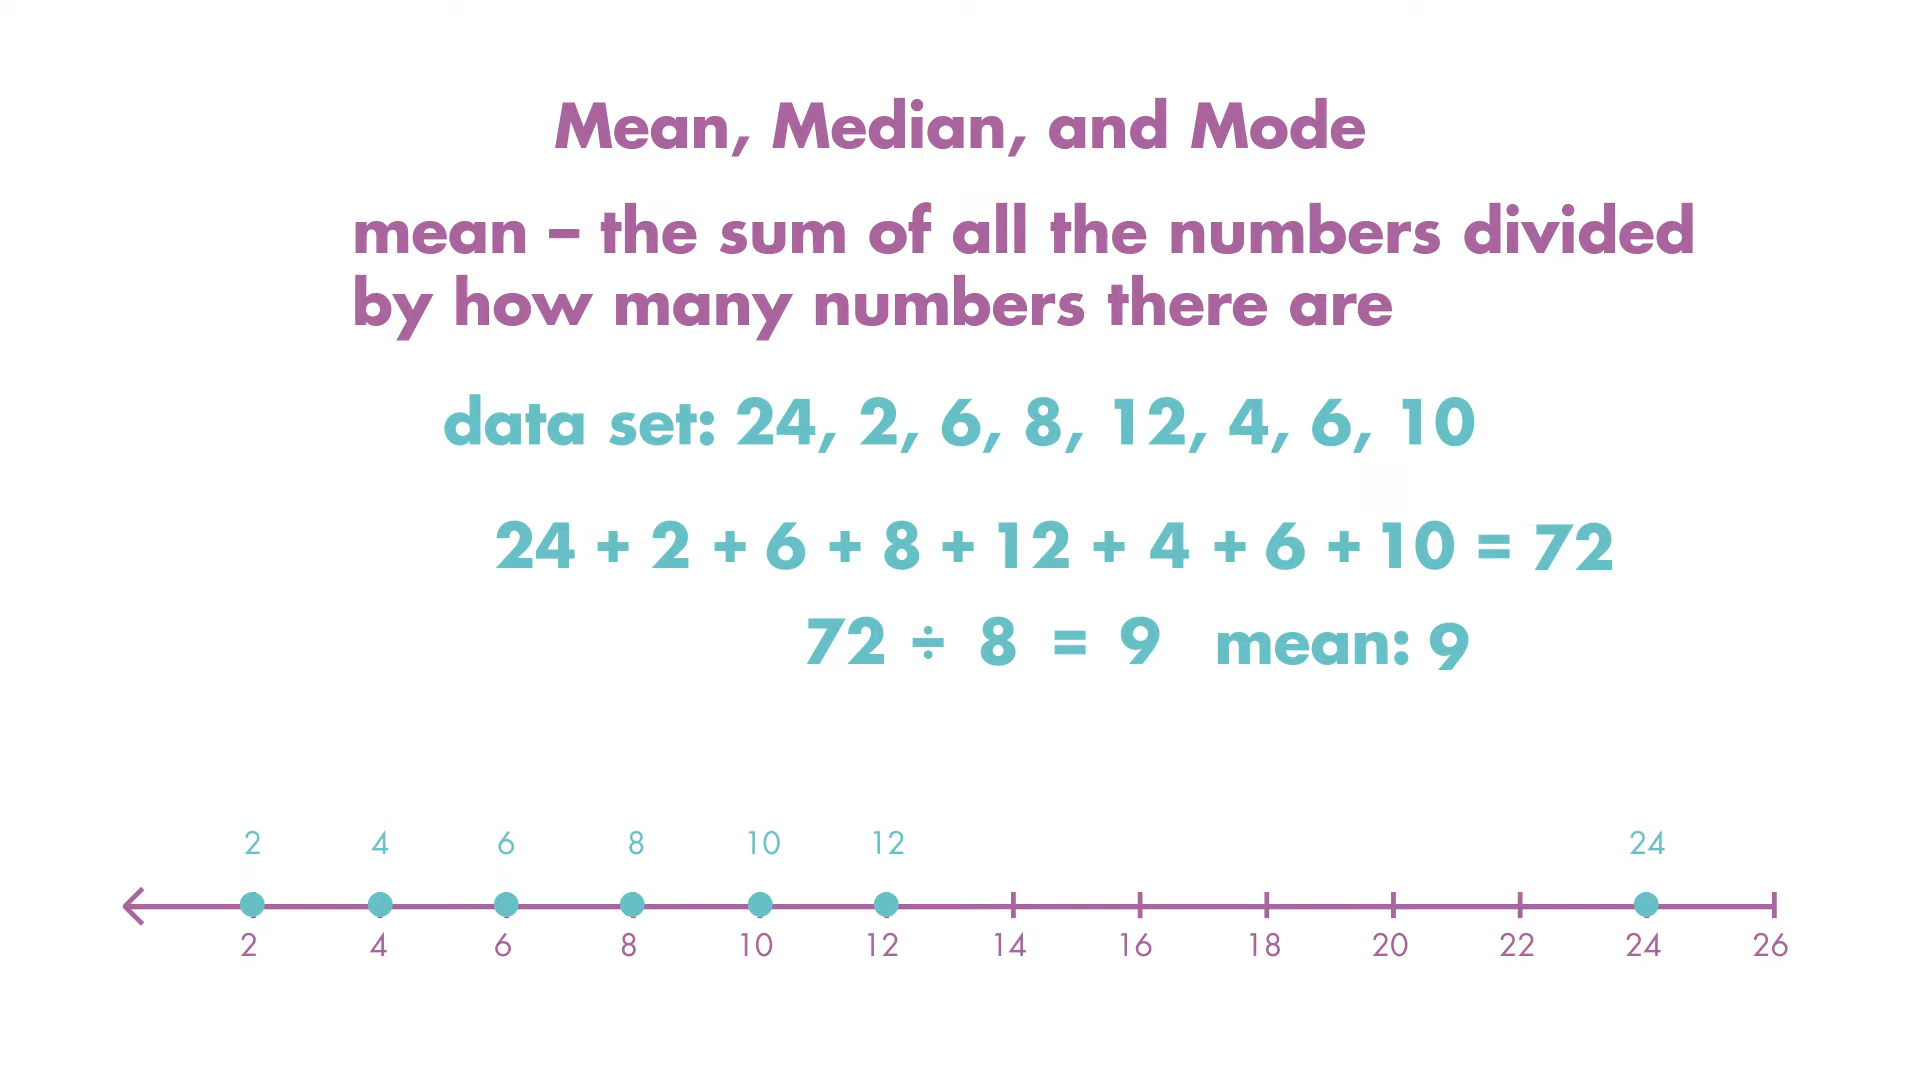 Mean, Median, and Mode
mean – the sum of all the numbers divided
by how many numbers there are
data set: 24, 2, 6, 8, 12, 4, 6, 10
24 + 2 + 6 + 8 + 12 + 4 + 6 + 10 = 72
72 ÷ 8 = 9 mean: 9
2 4 6 8 10 12 24
2 4 6 8 10 12 14 16 18 20 22 24 26